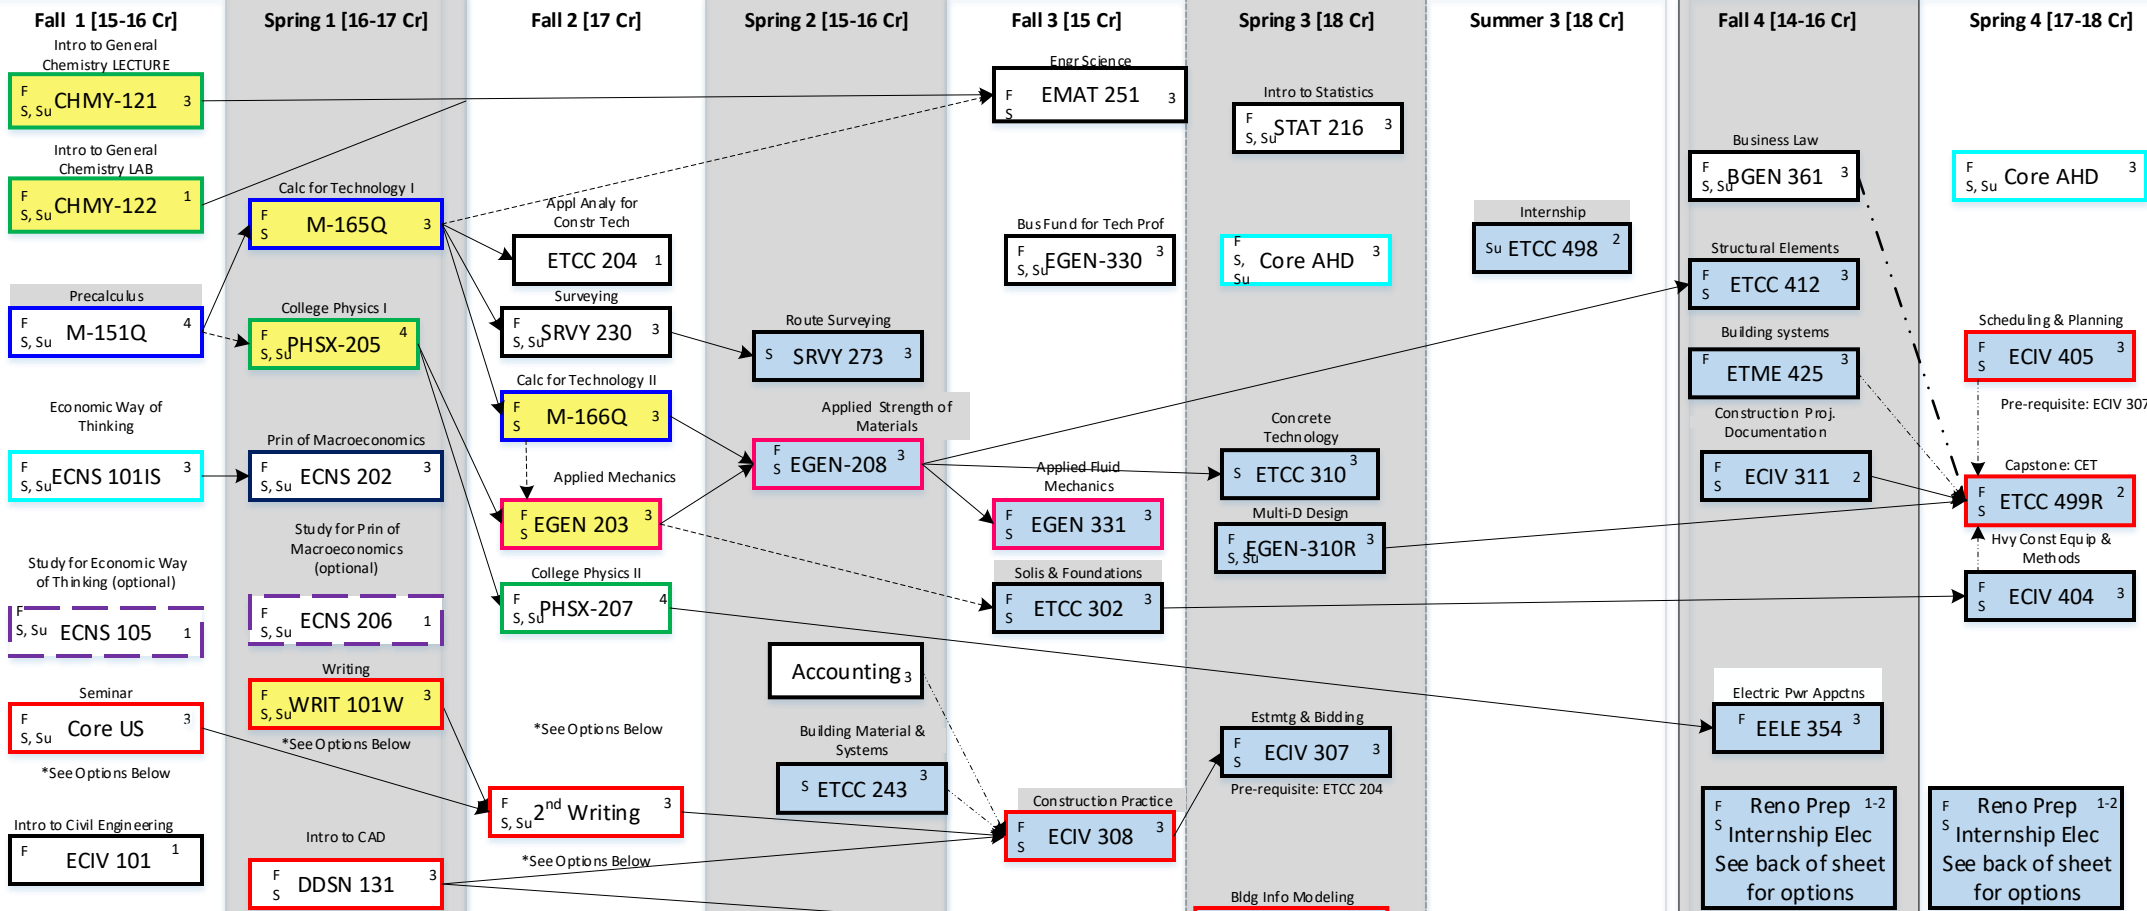 Fall 1 [15-16 Cr]
Spring 1 [16-17 Cr]
Fall 2 [17 Cr]
Spring 2 [15-16 Cr]
Fall 3 [15 Cr]
Spring 3 [18 Cr]
Summer 3 [18 Cr]
Fall 4 [14-16 Cr]
Spring 4 [17-18 Cr]
Intro to General
Chemistry LECTURE
F
S, Su
CHMY-121
3
Intro to General
Chemistry LAB
F
S, Su
CHMY-122
1
Precalculus
F
S, Su
M-151Q
4
Economic Way of
Thinking
F
S, Su
ECNS 101IS
3
Study for Economic Way
of Thinking (optional)
F
S, Su
ECNS 105
1
Seminar
F
S, Su
Core US
3
*See Options Below
Intro to Civil Engineering
F
ECIV 101
1
Calc for Technology I
F
S
M-165Q
3
College Physics I
F
S, Su
PHSX-205
4
Prin of Macroeconomics
F
S, Su
ECNS 202
3
Study for Prin of
Macroeconomics
(optional)
F
S, Su
ECNS 206
1
Writing
F
S, Su
WRIT 101W
3
*See Options Below
Intro to CAD
F
S
DDSN 131
3
Appl Analy for
Constr Tech
ETCC 204
1
Surveying
F
S, Su
SRVY 230
3
Calc for Technology II
F
S
M-166Q
3
Applied Mechanics
F
S
EGEN 203
3
College Physics II
F
S, Su
PHSX-207
4
*See Options Below
F
S, Su
2nd Writing
3
*See Options Below
Route Surveying
S
SRVY 273
3
Applied Strength of
Materials
F
S
EGEN-208
3
Accounting
3
Building Material &
Systems
S
ETCC 243
3
Engr Science
F
S
EMAT 251
3
Bus Fund for Tech Prof
F
S, Su
EGEN-330
3
Applied Fluid
Mechanics
F
S
EGEN 331
3
Solis & Foundations
F
S
ETCC 302
3
Construction Practice
F
S
ECIV 308
3
Intro to Statistics
F
S, Su
STAT 216
3
F
S,
Su
Core AHD
3
Concrete
Technology
S
ETCC 310
3
Multi-D Design
F
S, Su
EGEN-310R
3
Estmtg & Bidding
F
S
ECIV 307
3
Pre-requisite: ETCC 204
Bldg Info Modeling
Internship
Su
ETCC 498
2
Business Law
F
S, Su
BGEN 361
3
Structural Elements
F
S
ETCC 412
3
Building systems
F
ETME 425
3
Construction Proj.
Documentation
F
S
ECIV 311
2
Electric Pwr Appctns
F
EELE 354
3
F
S
Reno Prep
1-2
Internship Elec
See back of sheet
for options
F
S, Su
Core AHD
3
Scheduling & Planning
F
S
ECIV 405
3
Pre-requisite: ECIV 307
Capstone: CET
F
S
ETCC 499R
2
Hvy Const Equip &
Methods
F
S
ECIV 404
3
F
S
Reno Prep
1-2
Internship Elec
See back of sheet
for options